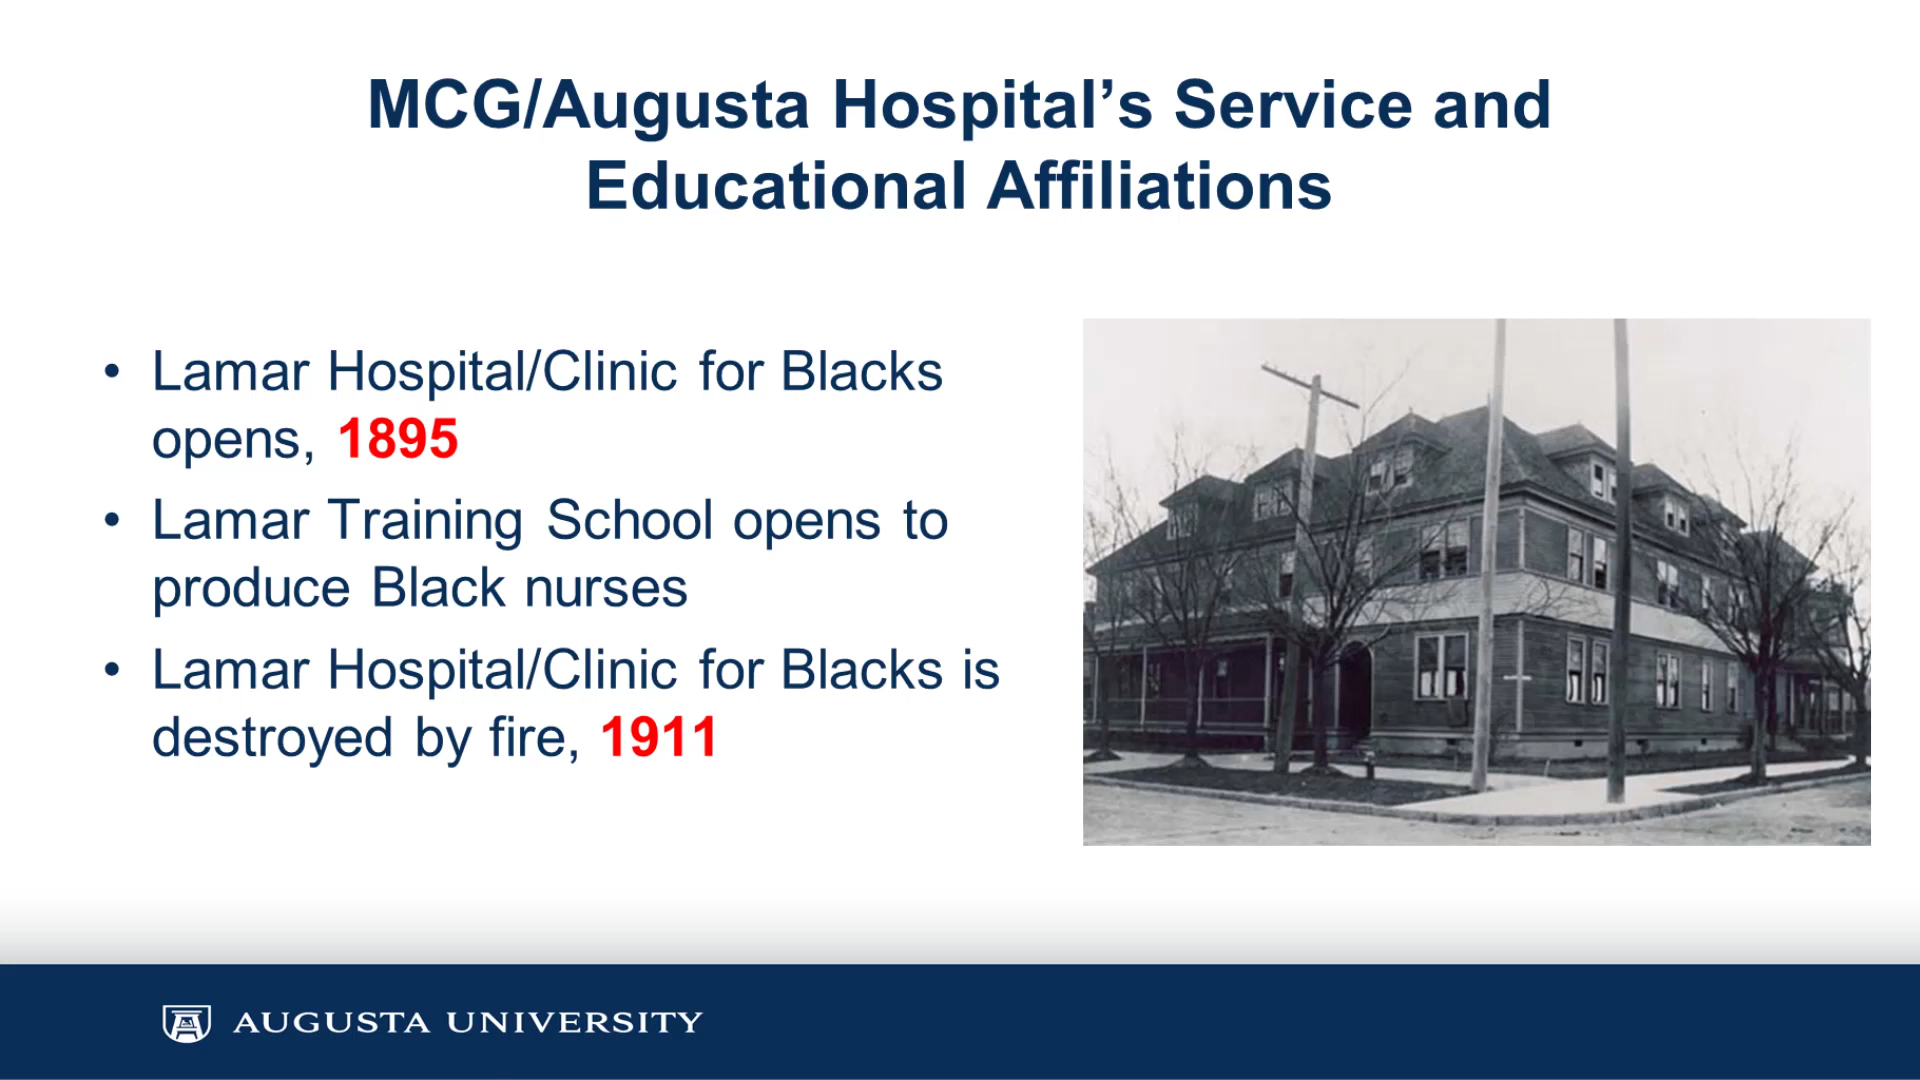 MCG/Augusta Hospital’s Service and
Educational Affiliations
• Lamar Hospital/Clinic for Blacks
opens, 1895
• Lamar Training School opens to
produce Black nurses
• Lamar Hospital/Clinic for Blacks is
destroyed by fire, 1911
AUGUSTA UNIVERSITY